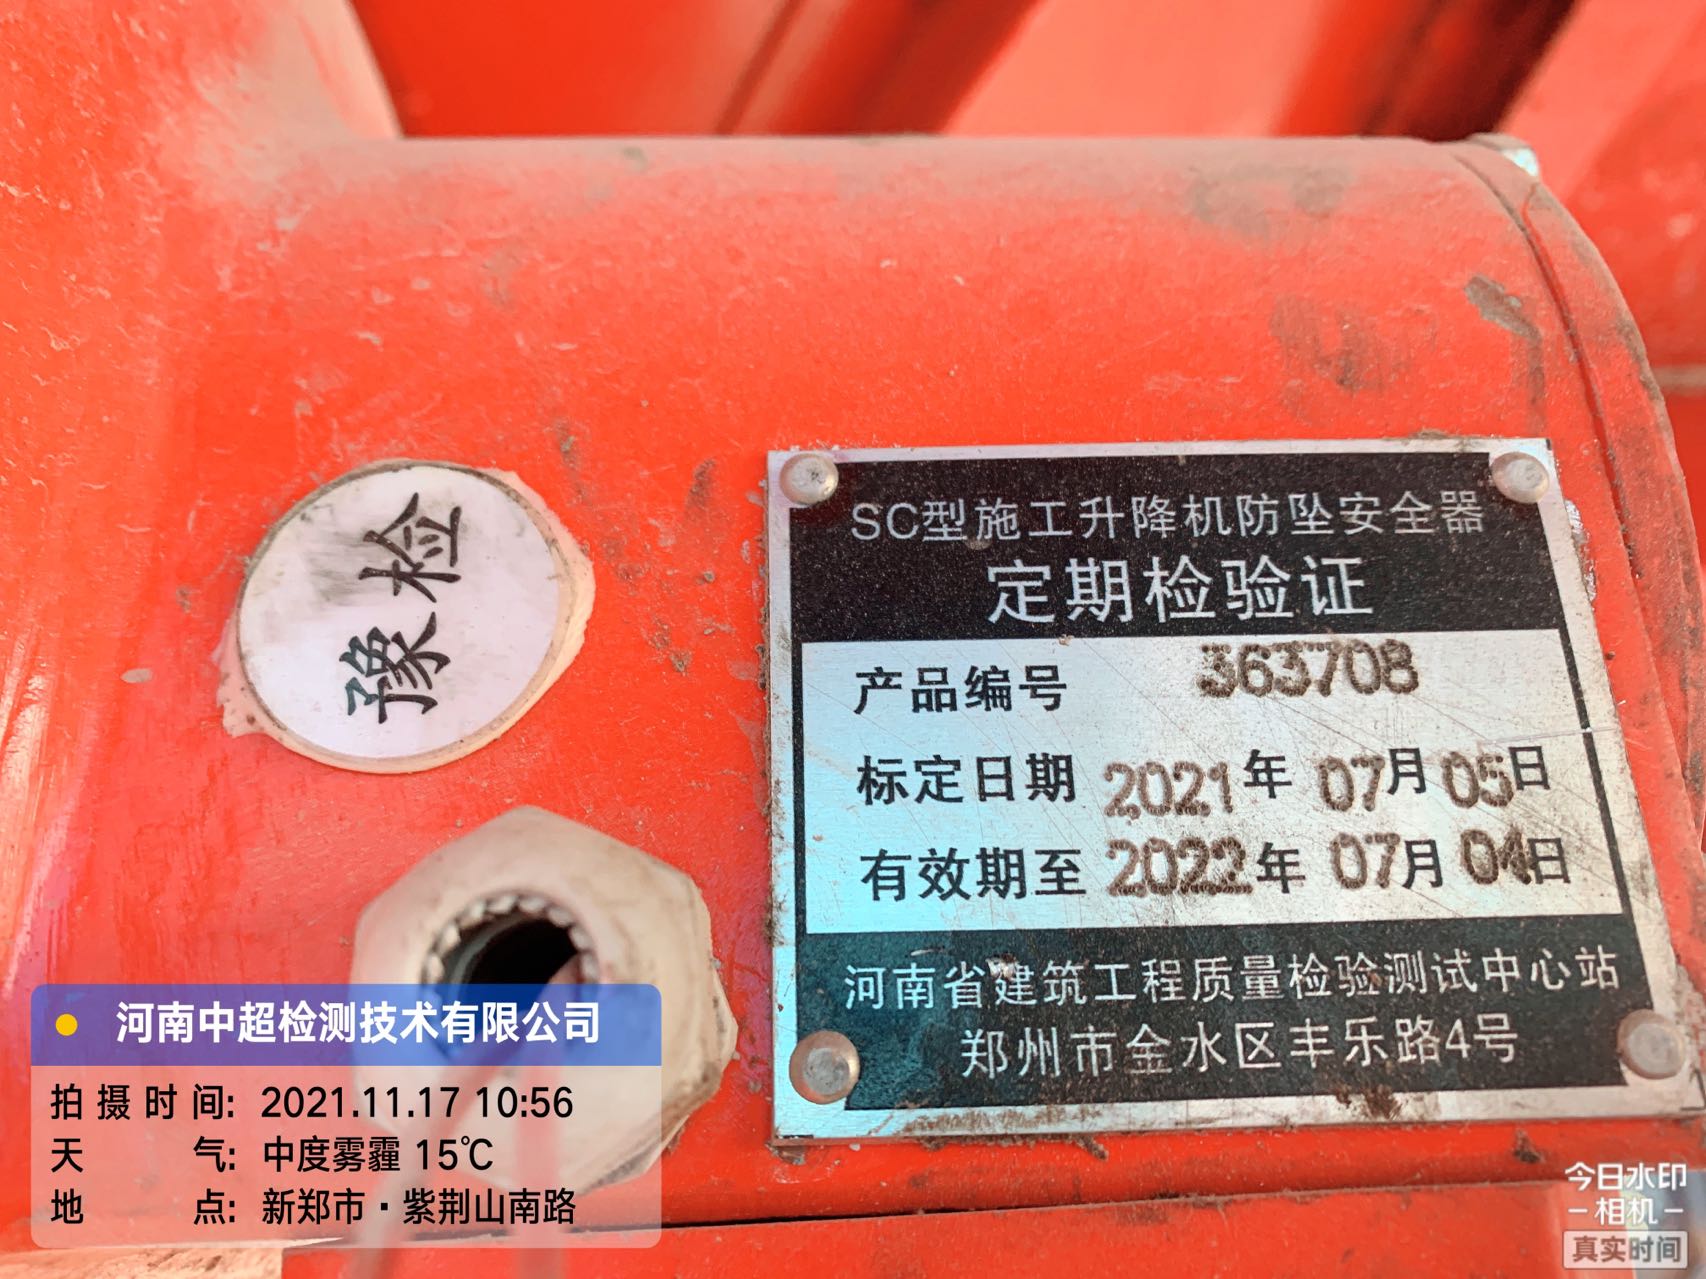 豫检
SC型施工升降机防坠安全器
定期检验证
产品编号 363708
标定日期 2021年 07月 05日
有效期至 2022年 07月 04日
河南省建筑工程质量检验测试中心站
郑州市金水区丰乐路4号
河南中超检测技术有限公司
拍摄时间: 2021.11.17 10:56
天气: 中度雾霾 15℃
地点: 新郑市·紫荆山南路
今日水印
-相机-
真实时间